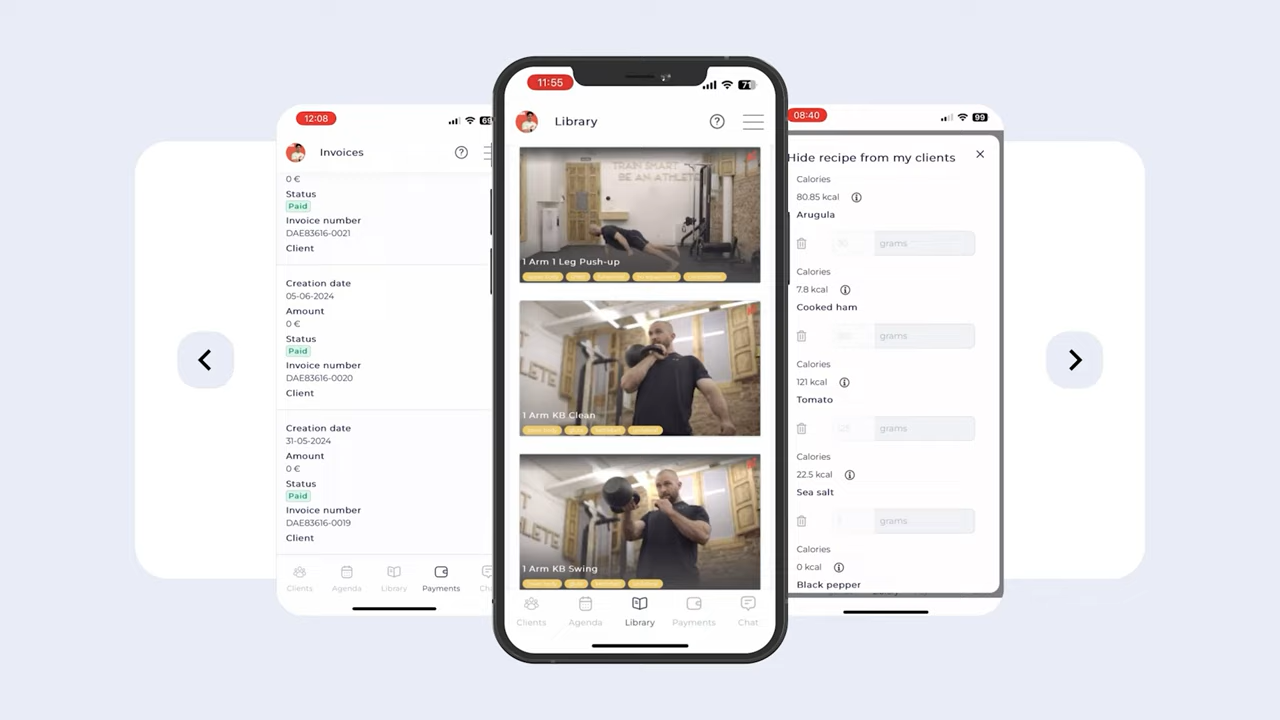 12:08
Invoices
0 €
Status
Paid
Invoice number
DAE83616-0021
Client
Creation date
05-06-2024
Amount
0 €
Status
Paid
Invoice number
DAE83616-0020
Client
Creation date
31-05-2024
Amount
0 €
Status
Paid
Invoice number
DAE83616-0019
Client
Clients
Agenda
Library
Payments
11:55
71
Library
TRAIN SMART
BE AN ATHLETE
1 Arm 1 Leg Push-up
1 Arm KB Clean
1 Arm KB Swing
Clients
Agenda
Library
Payments
Chat
08:40
99
Hide recipe from my clients
Calories
80.85 kcal
Arugula
grams
Calories
7.8 kcal
Cooked ham
grams
Calories
121 kcal
Tomato
grams
Calories
22.5 kcal
Sea salt
grams
Calories
0 kcal
Black pepper